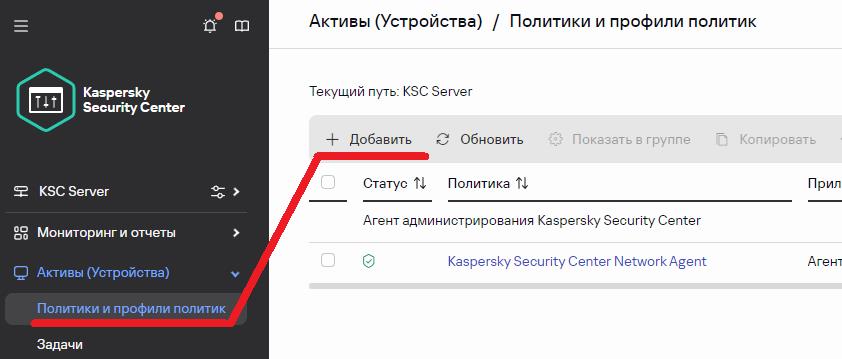 Kaspersky
Security Center
KSC Server
Мониторинг и отчеты
Активы (Устройства)
Политики и профили политик
Задачи
Активы (Устройства) / Политики и профили политик
Текущий путь: KSC Server
Добавить Обновить Показать в группе Копировать
Статус Политика Прил
Агент администрирования Kaspersky Security Center
Kaspersky Security Center Network Agent Агент